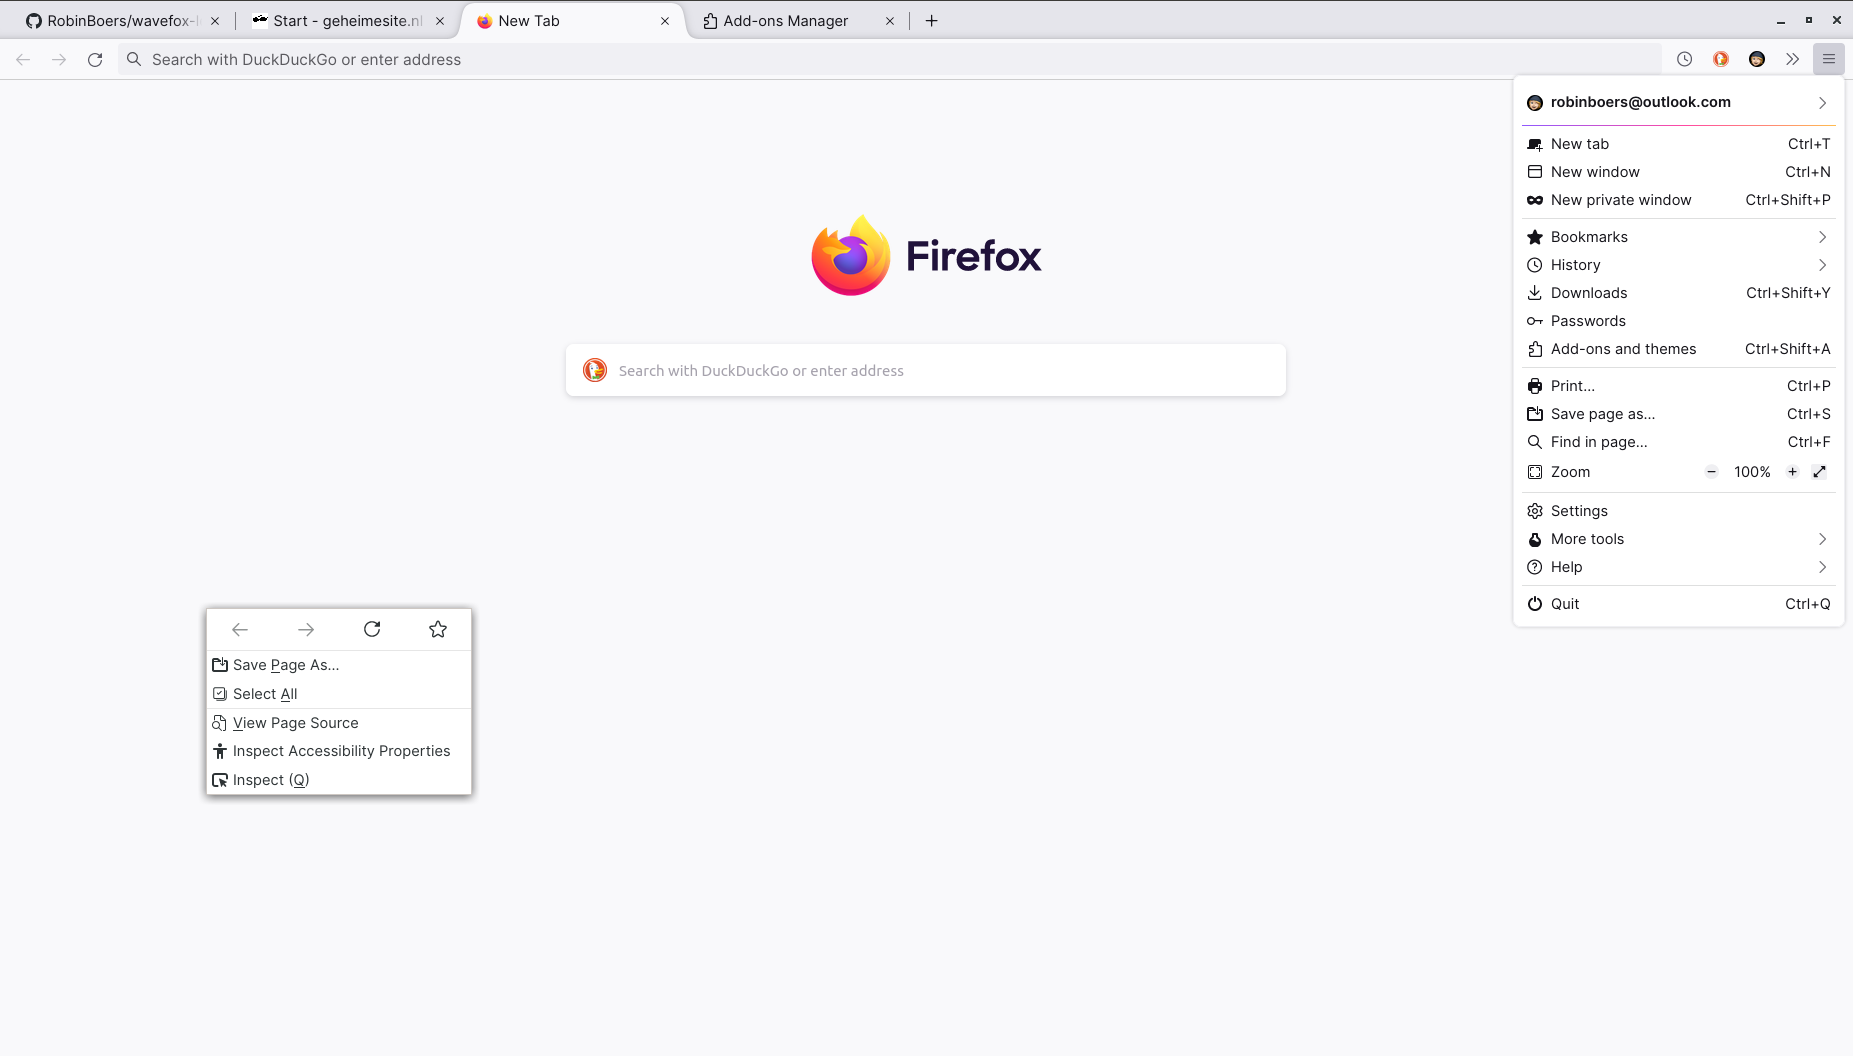 RobinBoers/wavefox-l
Start - geheimesite.nl
New Tab
Add-ons Manager
Search with DuckDuckGo or enter address
robinboers@outlook.com
New tab Ctrl+T
New window Ctrl+N
New private window Ctrl+Shift+P
Bookmarks
History
Downloads Ctrl+Shift+Y
Passwords
Add-ons and themes Ctrl+Shift+A
Print... Ctrl+P
Save page as... Ctrl+S
Find in page... Ctrl+F
Zoom − 100% +
Settings
More tools
Help
Quit Ctrl+Q
Firefox
Search with DuckDuckGo or enter address
Save Page As...
Select All
View Page Source
Inspect Accessibility Properties
Inspect (Q)